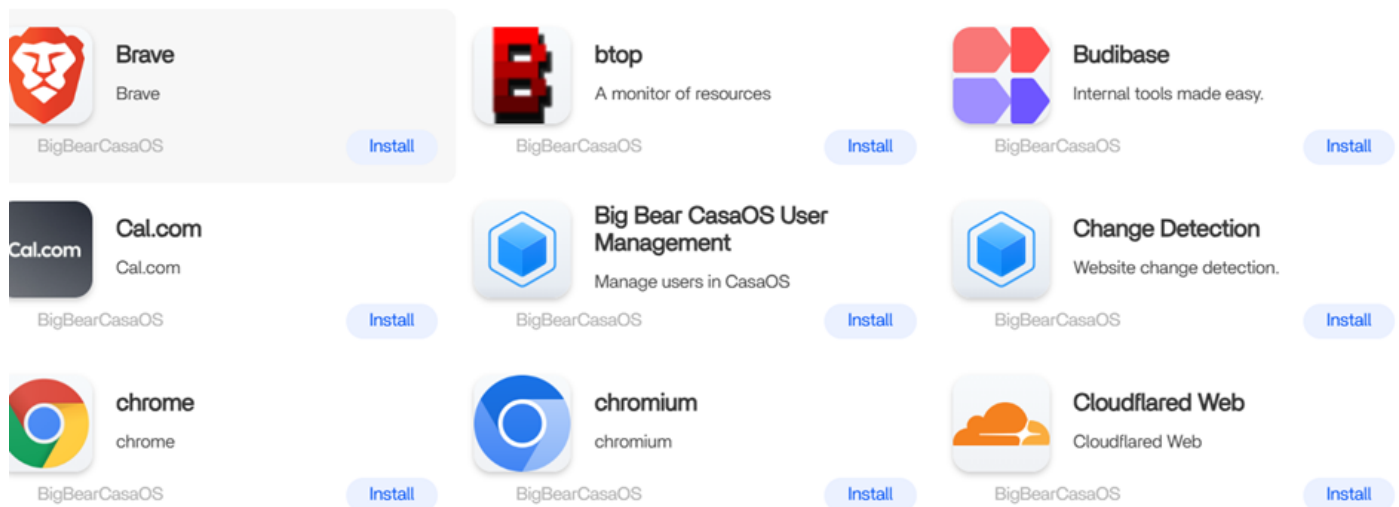 Brave
Brave
BigBearCasaOS
Install
btop
A monitor of resources
BigBearCasaOS
Install
Budibase
Internal tools made easy.
BigBearCasaOS
Install
Cal.com
Cal.com
Cal.com
BigBearCasaOS
Install
Big Bear CasaOS User
Management
Manage users in CasaOS
BigBearCasaOS
Install
Change Detection
Website change detection.
BigBearCasaOS
Install
chrome
chrome
BigBearCasaOS
Install
chromium
chromium
BigBearCasaOS
Install
Cloudflared Web
Cloudflared Web
BigBearCasaOS
Install